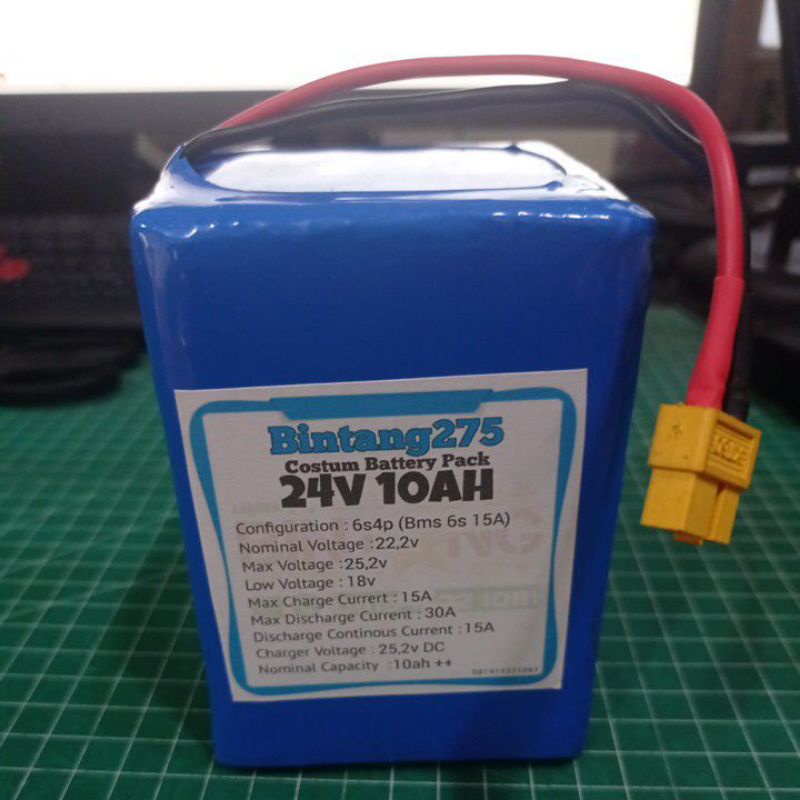 Bintang275
Costum Battery Pack
24V 10AH
Configuration : 6s4p (Bms 6s 15A)
Nominal Voltage :22,2v
Max Voltage :25,2v
Low Voltage : 18v
Max Charge Currert : 15A
Max Discharge Current : 30A
Discharge Continous Current : 15A
Charger Voltage : 25,2v DC
Nominal Capacity : 10ah ++